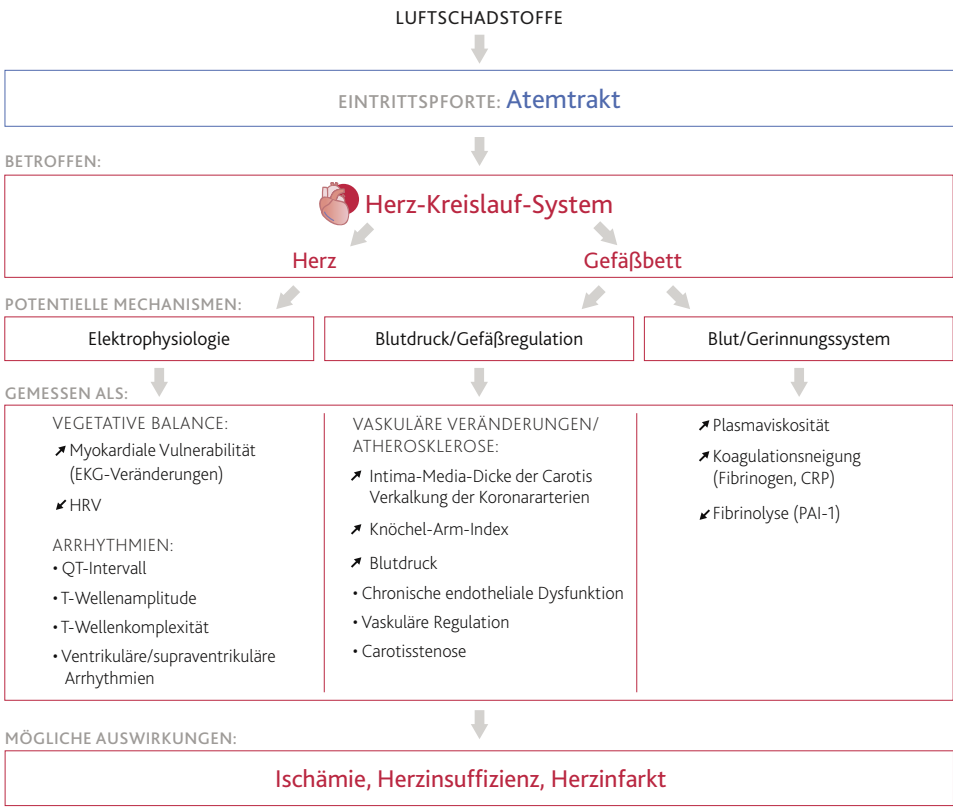 LUFTSCHADSTOFFE
EINTRITTSPFORTE: Atemtrakt
BETROFFEN:
Herz-Kreislauf-System
Herz
Gefäßbett
POTENTIELLE MECHANISMEN:
Elektrophysiologie
Blutdruck/Gefäßregulation
Blut/Gerinnungssystem
GEMESSEN ALS:
VEGETATIVE BALANCE:
↗ Myokardiale Vulnerabilität
(EKG-Veränderungen)
↙ HRV
ARRHYTHMIEN:
• QT-Intervall
• T-Wellenamplitude
• T-Wellenkomplexität
• Ventrikuläre/supraventrikuläre
Arrhythmien
VASKULÄRE VERÄNDERUNGEN/
ATHEROSKLEROSE:
↗ Intima-Media-Dicke der Carotis
Verkalkung der Koronararterien
↗ Knöchel-Arm-Index
↗ Blutdruck
• Chronische endotheliale Dysfunktion
• Vaskuläre Regulation
• Carotisstenose
↗ Plasmaviskosität
↗ Koagulationsneigung
(Fibrinogen, CRP)
↙ Fibrinolyse (PAI-1)
MÖGLICHE AUSWIRKUNGEN:
Ischämie, Herzinsuffizienz, Herzinfarkt